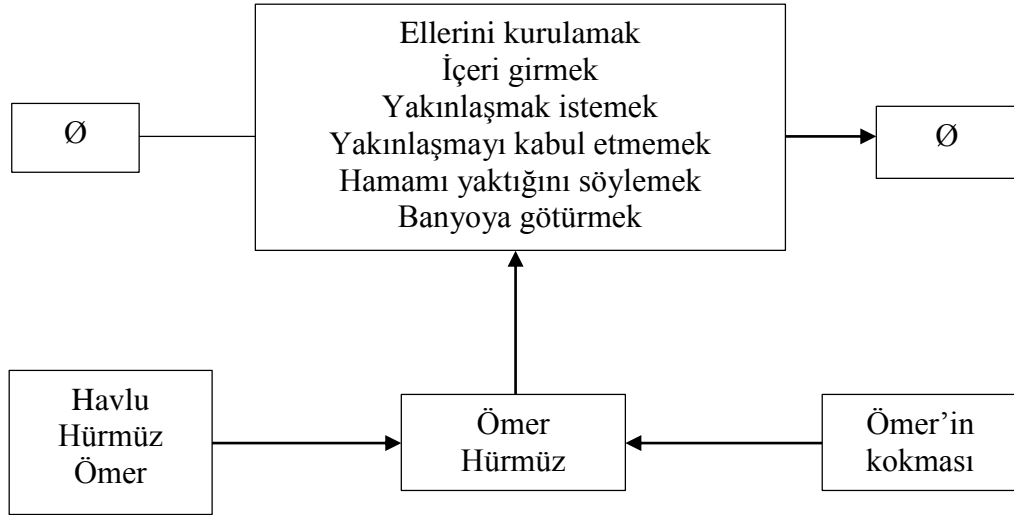 Ellerini kurulamak
İçeri girmek
Yakınlaşmak istemek
Yakınlaşmayı kabul etmemek
Hamamı yaktığını söylemek
Banyoya götürmek
Ø
Ø
Havlu
Hürmüz
Ömer
Ömer
Hürmüz
Ömer’in
kokması